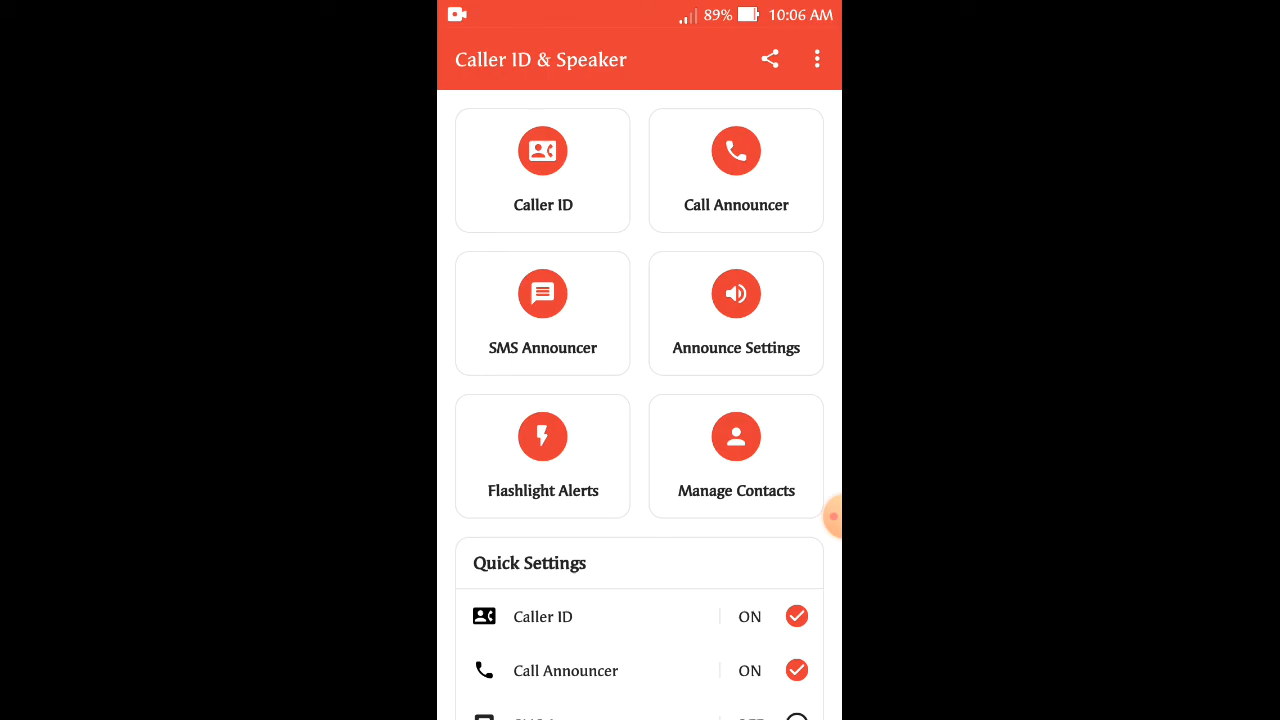 89% 10:06 AM
Caller ID & Speaker
Caller ID
Call Announcer
SMS Announcer
Announce Settings
Flashlight Alerts
Manage Contacts
Quick Settings
Caller ID ON
Call Announcer ON